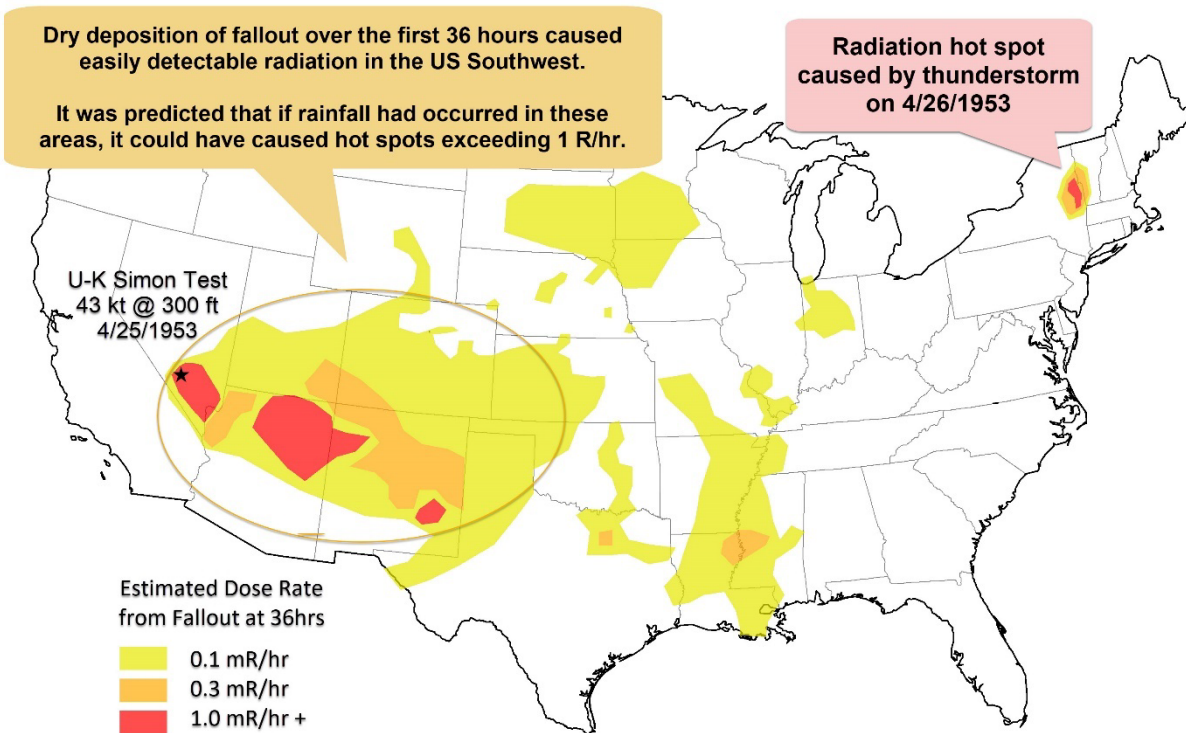 Dry deposition of fallout over the first 36 hours caused
easily detectable radiation in the US Southwest.
It was predicted that if rainfall had occurred in these
areas, it could have caused hot spots exceeding 1 R/hr.
Radiation hot spot
caused by thunderstorm
on 4/26/1953
U-K Simon Test
43 kt @ 300 ft
4/25/1953
Estimated Dose Rate
from Fallout at 36hrs
0.1 mR/hr
0.3 mR/hr
1.0 mR/hr +